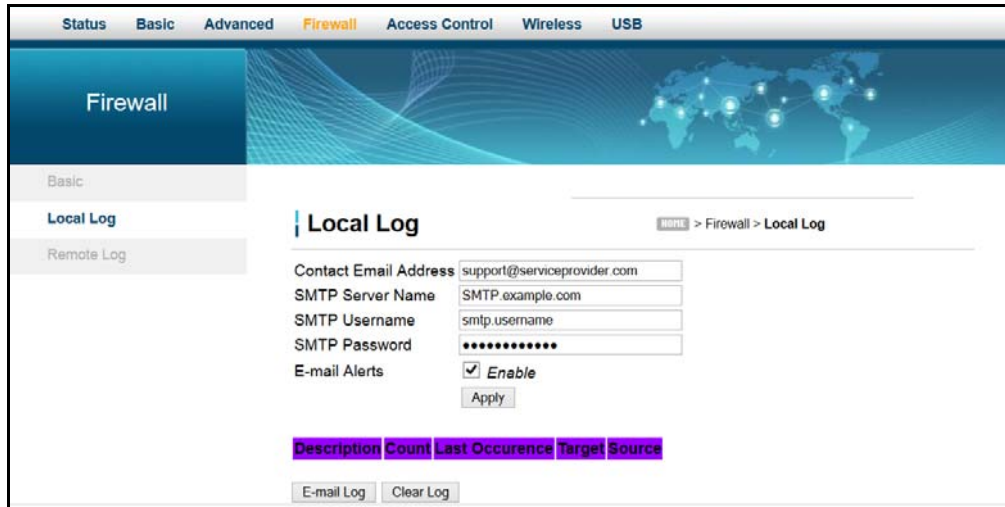 Status Basic Advanced Firewall Access Control Wireless USB
Firewall
Basic
Local Log
Remote Log
Local Log
HOME > Firewall > Local Log
Contact Email Address support@serviceprovider.com
SMTP Server Name SMTP.example.com
SMTP Username smtp.username
SMTP Password ●●●●●●●●●●●●
E-mail Alerts Enable
Apply
Description Count Last Occurence Target Source
E-mail Log Clear Log